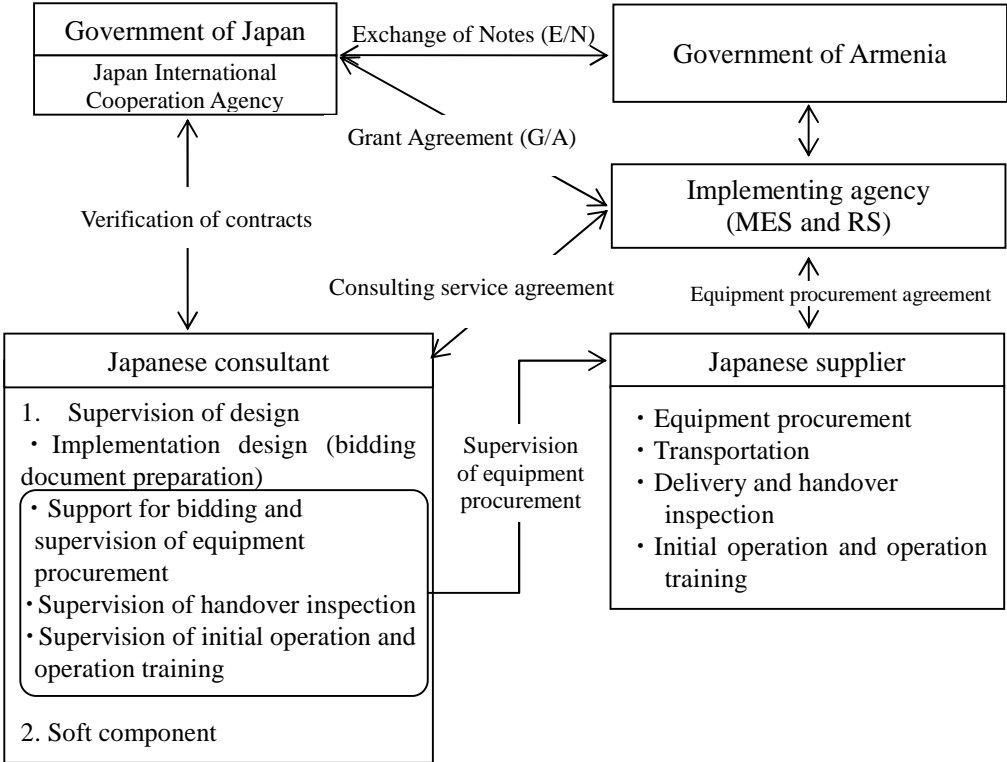 Government of Japan
Japan International
Cooperation Agency
Exchange of Notes (E/N)
Government of Armenia
Grant Agreement (G/A)
Implementing agency
(MES and RS)
Verification of contracts
Consulting service agreement
Equipment procurement agreement
Japanese consultant
1. Supervision of design
・Implementation design (bidding
document preparation)
・Support for bidding and
supervision of equipment
procurement
・Supervision of handover inspection
・Supervision of initial operation and
operation training
2. Soft component
Supervision
of equipment
procurement
Japanese supplier
・Equipment procurement
・Transportation
・Delivery and handover
inspection
・Initial operation and operation
training